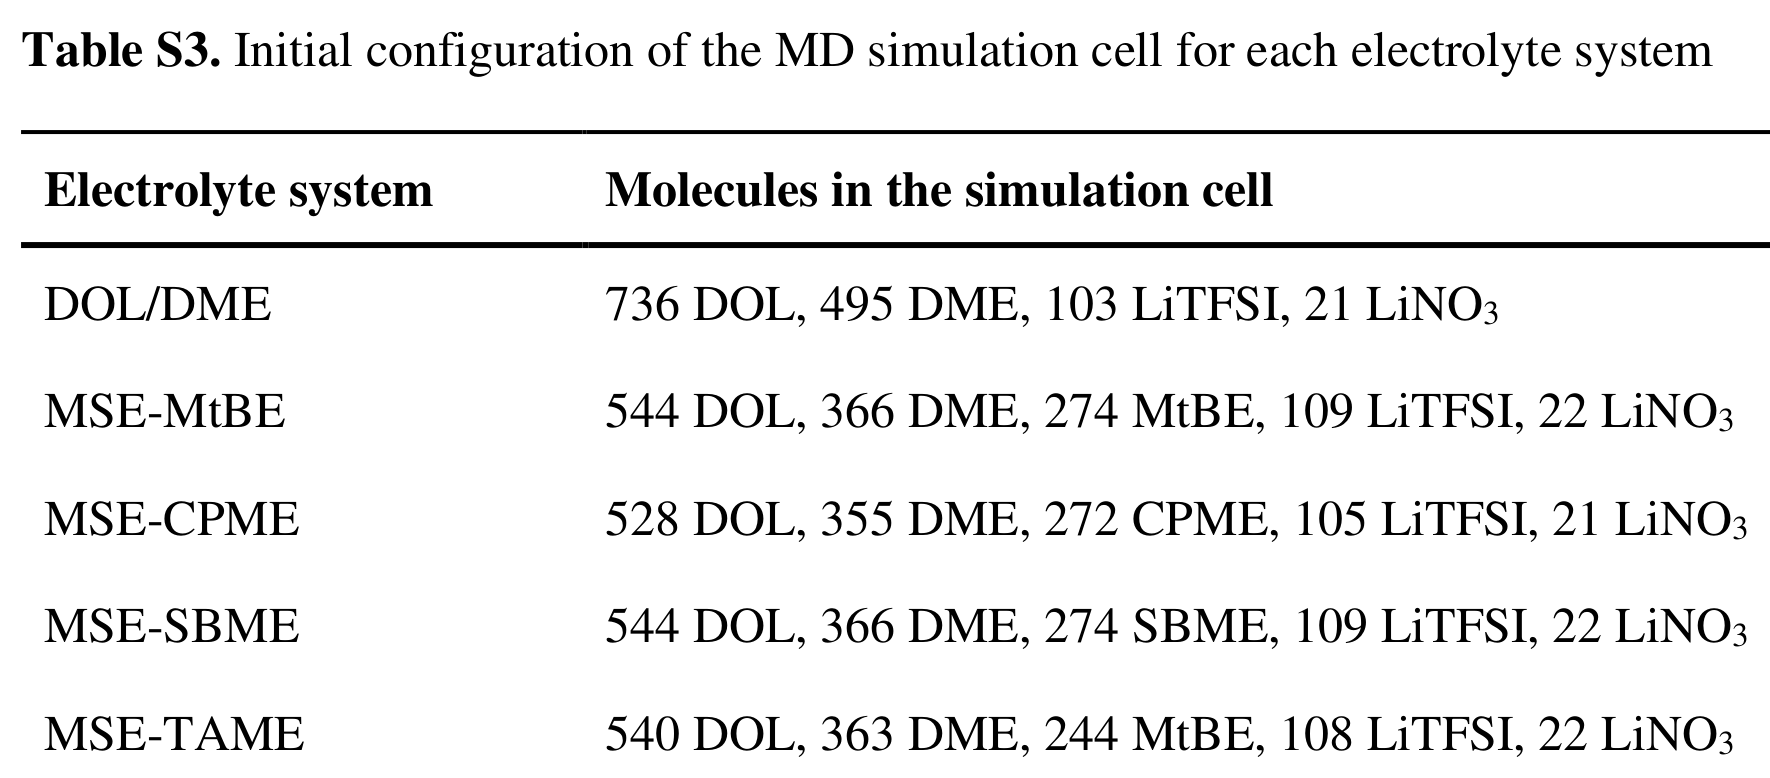 Table S3. Initial configuration of the MD simulation cell for each electrolyte system
Electrolyte system Molecules in the simulation cell
DOL/DME 736 DOL, 495 DME, 103 LiTFSI, 21 LiNO₃
MSE-MtBE 544 DOL, 366 DME, 274 MtBE, 109 LiTFSI, 22 LiNO₃
MSE-CPME 528 DOL, 355 DME, 272 CPME, 105 LiTFSI, 21 LiNO₃
MSE-SBME 544 DOL, 366 DME, 274 SBME, 109 LiTFSI, 22 LiNO₃
MSE-TAME 540 DOL, 363 DME, 244 MtBE, 108 LiTFSI, 22 LiNO₃